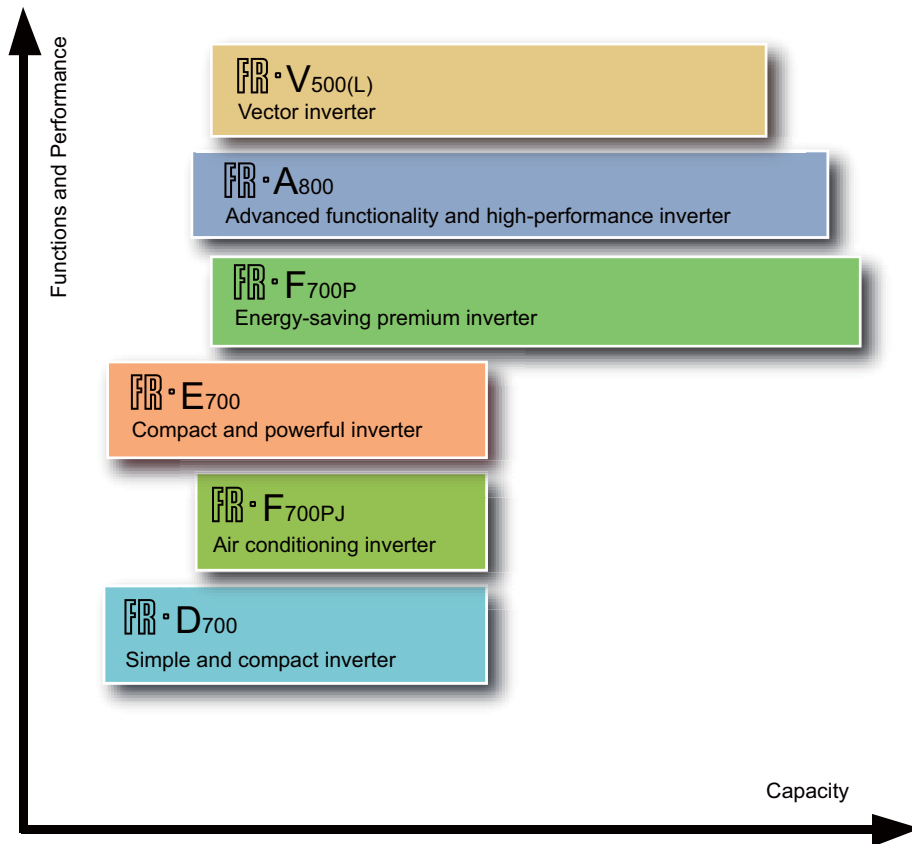 Functions and Performance
FR-V500(L)
Vector inverter
FR-A800
Advanced functionality and high-performance inverter
FR-F700P
Energy-saving premium inverter
FR-E700
Compact and powerful inverter
FR-F700PJ
Air conditioning inverter
FR-D700
Simple and compact inverter
Capacity